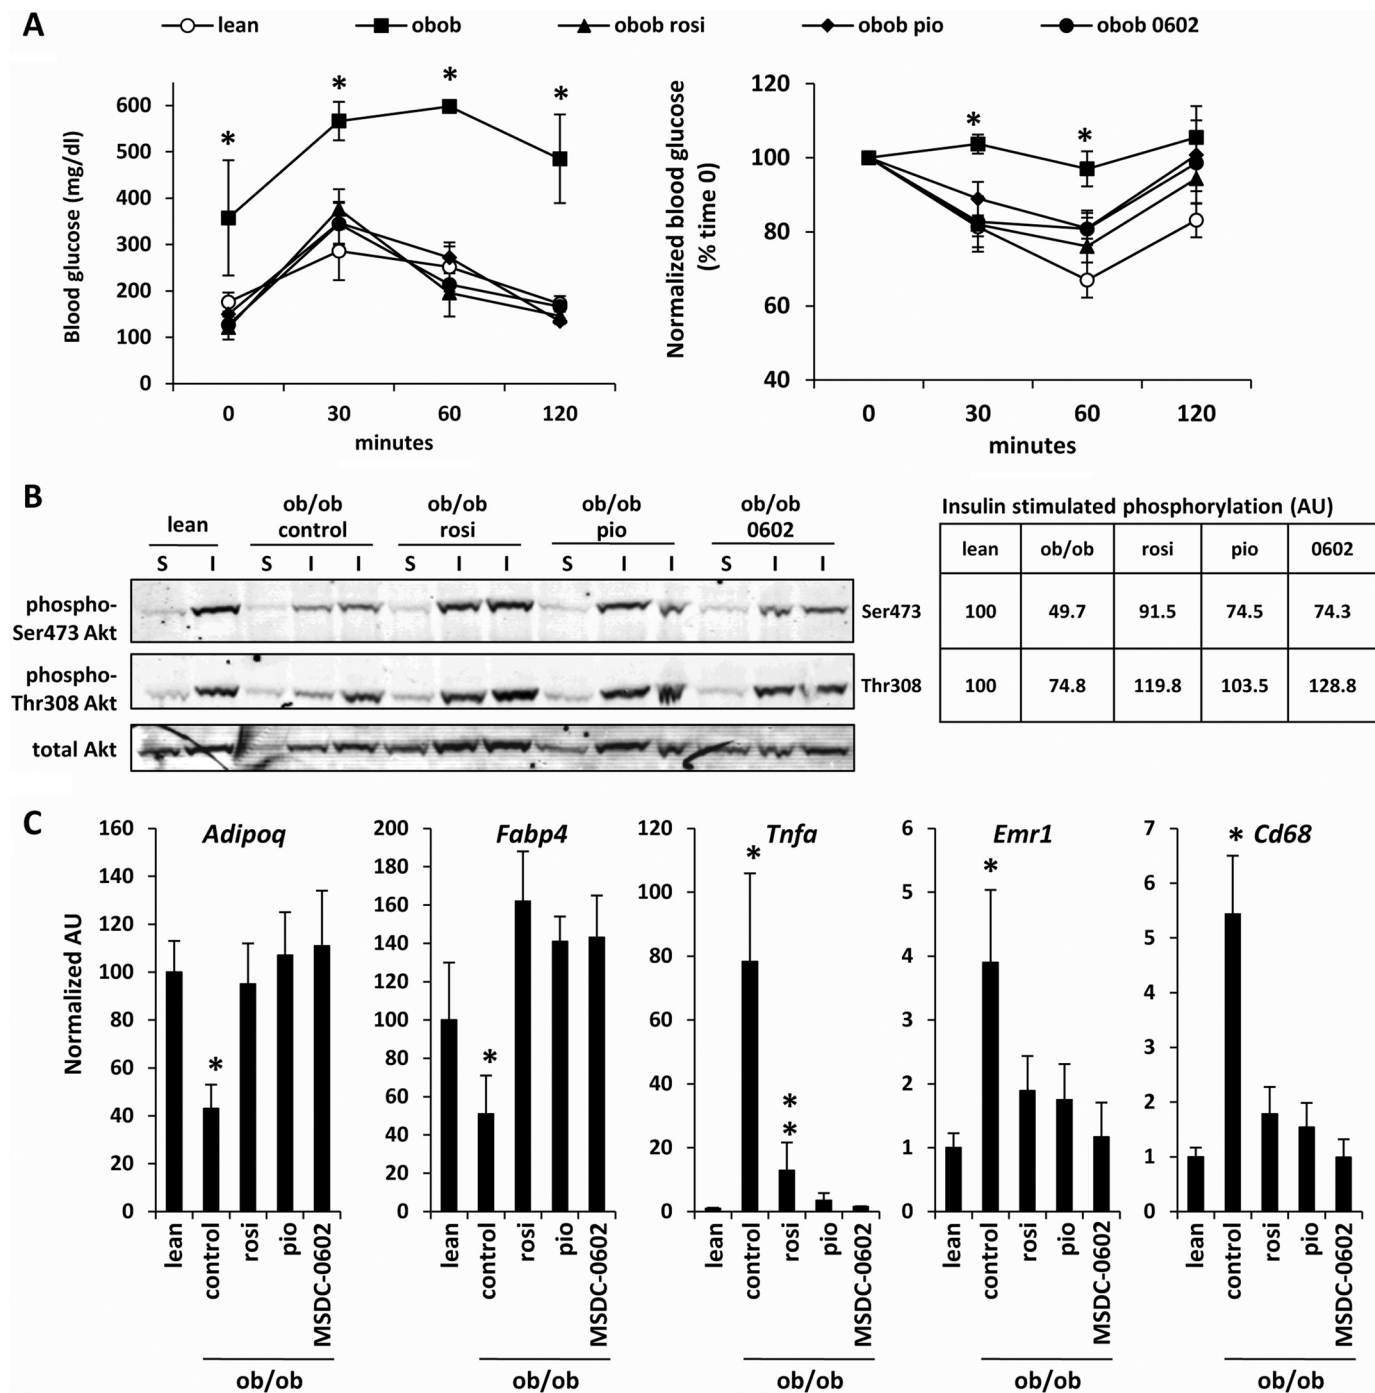 A
lean obob obob rosi obob pio obob 0602
Blood glucose (mg/dl)
600
500
400
300
200
100
0
* * * *
0 30 60 120
minutes
Normalized blood glucose
(% time 0)
120
100
80
60
40
* *
0 30 60 120
minutes
B
lean ob/ob control ob/ob rosi ob/ob pio ob/ob 0602
S I S I I S I I S I I S I I
phospho-
Ser473 Akt
phospho-
Thr308 Akt
total Akt
Insulin stimulated phosphorylation (AU)
lean ob/ob rosi pio 0602
Ser473 100 49.7 91.5 74.5 74.3
Thr308 100 74.8 119.8 103.5 128.8
C
Normalized AU
Adipoq
160
140
120
100
80
60
40
20
0
*
lean control rosi pio MSDC-0602
ob/ob
Fabp4
200
180
160
140
120
100
80
60
40
20
0
*
lean control rosi pio MSDC-0602
ob/ob
Tnfa
120
100
80
60
40
20
0
*
*
*
lean control rosi pio MSDC-0602
ob/ob
Emr1
6
5
4
3
2
1
0
*
lean control rosi pio MSDC-0602
ob/ob
* Cd68
7
6
5
4
3
2
1
0
lean control rosi pio MSDC-0602
ob/ob